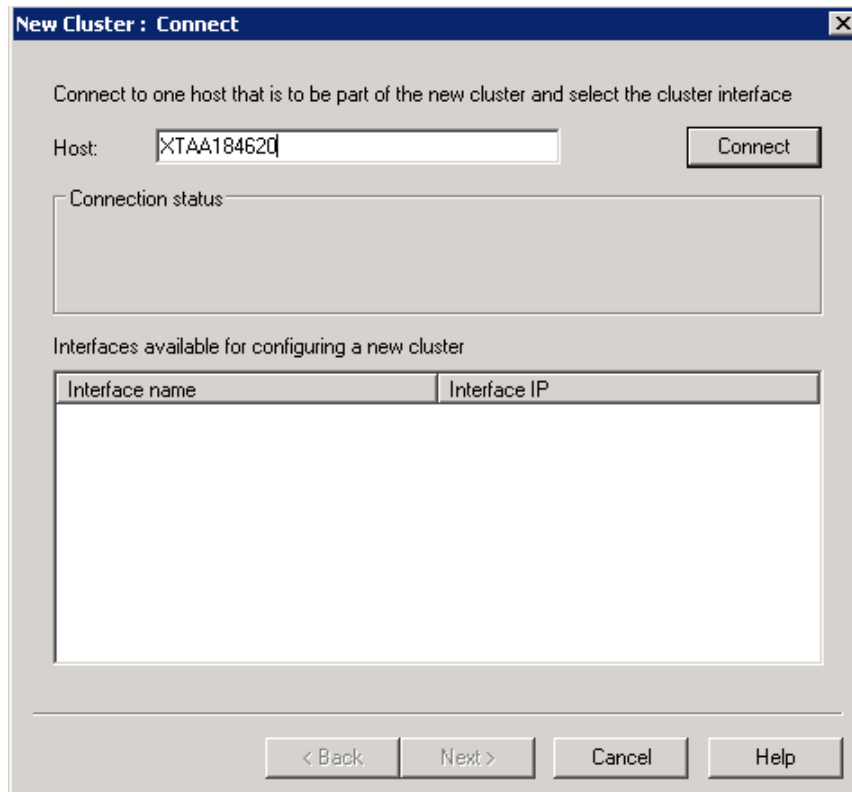 New Cluster : Connect
Connect to one host that is to be part of the new cluster and select the cluster interface
Host: XTAA184620 Connect
Connection status
Interfaces available for configuring a new cluster
Interface name Interface IP
< Back Next > Cancel Help